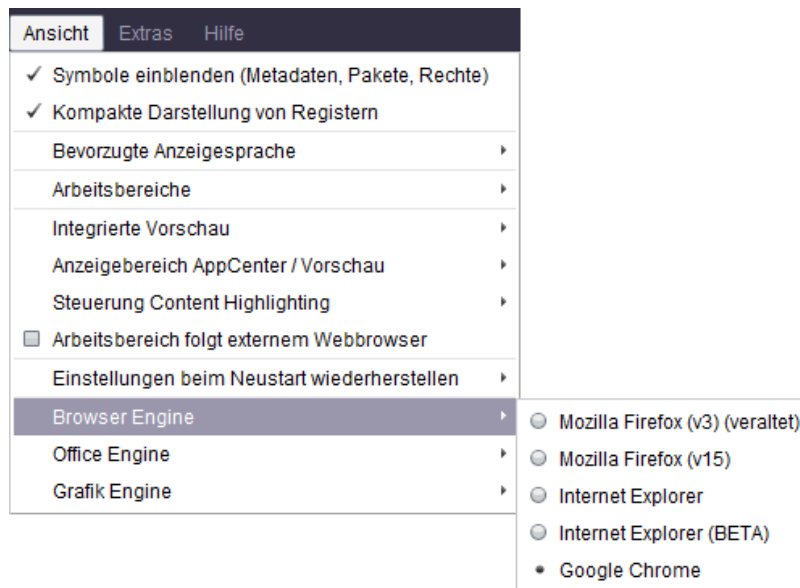 Ansicht Extras Hilfe
Symbole einblenden (Metadaten, Pakete, Rechte)
Kompakte Darstellung von Registern
Bevorzugte Anzeigesprache
Arbeitsbereiche
Integrierte Vorschau
Anzeigebereich AppCenter / Vorschau
Steuerung Content Highlighting
Arbeitsbereich folgt externem Webbrowser
Einstellungen beim Neustart wiederherstellen
Browser Engine
Office Engine
Grafik Engine
Mozilla Firefox (v3) (veraltet)
Mozilla Firefox (v15)
Internet Explorer
Internet Explorer (BETA)
Google Chrome